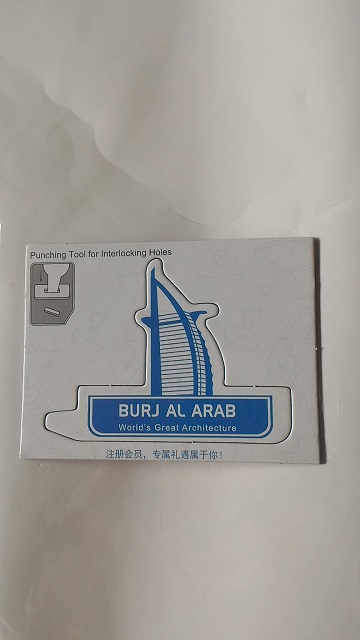 Punching Tool for Interlocking Holes
BURJ AL ARAB
World's Great Architecture
注册会员，专属礼遇属于你！